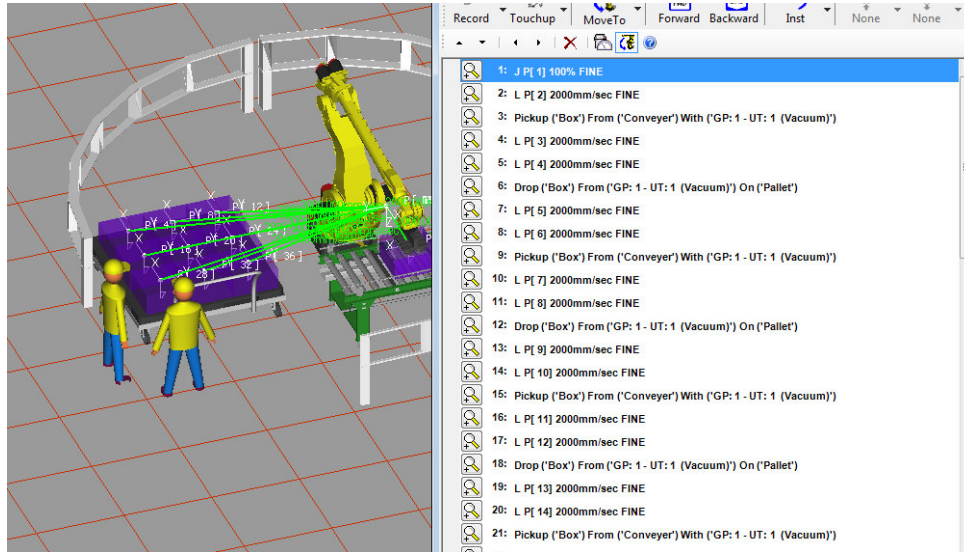 Record Touchup MoveTo Forward Backward Inst None None
1: J P[ 1] 100% FINE
2: L P[ 2] 2000mm/sec FINE
3: Pickup ('Box') From ('Conveyer') With ('GP: 1 - UT: 1 (Vacuum)')
4: L P[ 3] 2000mm/sec FINE
5: L P[ 4] 2000mm/sec FINE
6: Drop ('Box') From ('GP: 1 - UT: 1 (Vacuum)') On ('Pallet')
7: L P[ 5] 2000mm/sec FINE
8: L P[ 6] 2000mm/sec FINE
9: Pickup ('Box') From ('Conveyer') With ('GP: 1 - UT: 1 (Vacuum)')
10: L P[ 7] 2000mm/sec FINE
11: L P[ 8] 2000mm/sec FINE
12: Drop ('Box') From ('GP: 1 - UT: 1 (Vacuum)') On ('Pallet')
13: L P[ 9] 2000mm/sec FINE
14: L P[ 10] 2000mm/sec FINE
15: Pickup ('Box') From ('Conveyer') With ('GP: 1 - UT: 1 (Vacuum)')
16: L P[ 11] 2000mm/sec FINE
17: L P[ 12] 2000mm/sec FINE
18: Drop ('Box') From ('GP: 1 - UT: 1 (Vacuum)') On ('Pallet')
19: L P[ 13] 2000mm/sec FINE
20: L P[ 14] 2000mm/sec FINE
21: Pickup ('Box') From ('Conveyer') With ('GP: 1 - UT: 1 (Vacuum)')
P[ 12]
P[ 32]
P[ 36]